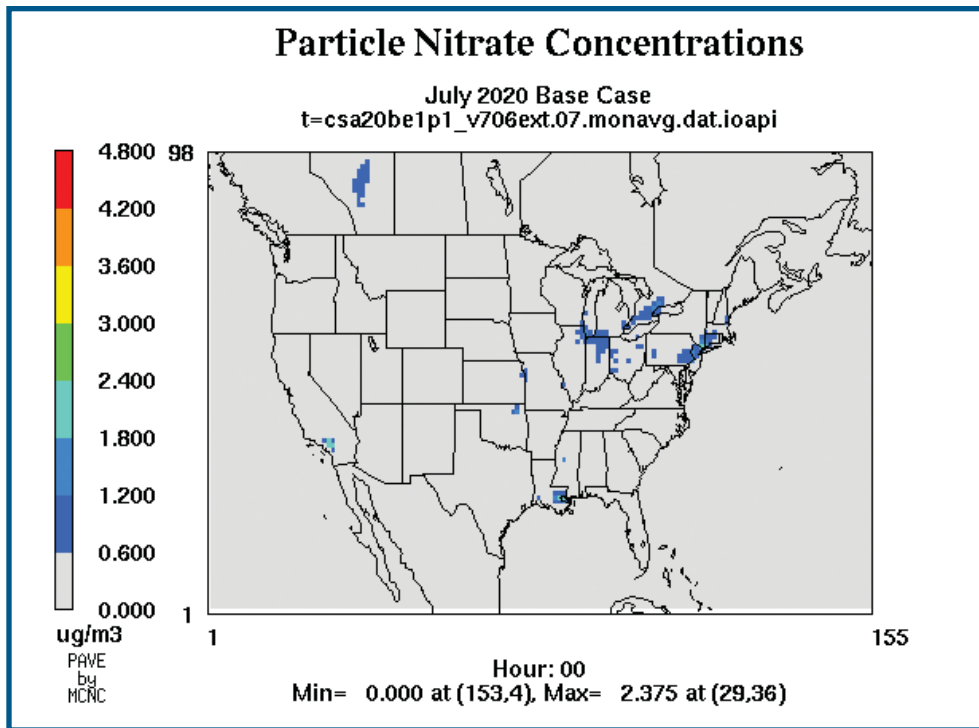 Particle Nitrate Concentrations
July 2020 Base Case
t=csa20be1p1_v706ext.07.monavg.dat.ioapi
4.800
4.200
3.600
3.000
2.400
1.800
1.200
0.600
0.000
ug/m3
PAVE
by
MCNC
98
1
1
155
Hour: 00
Min= 0.000 at (153,4), Max= 2.375 at (29,36)